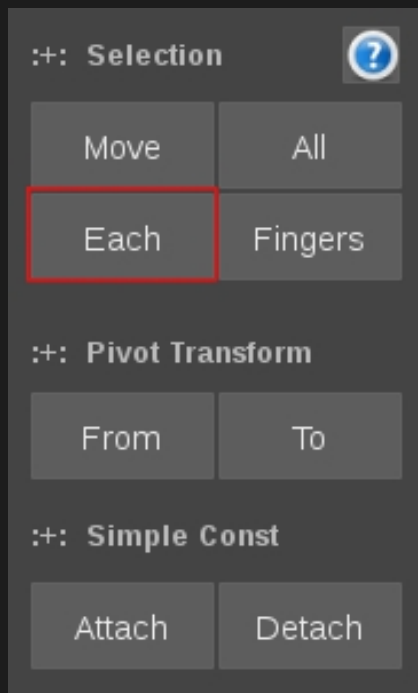 :+: Selection ?
Move All
Each Fingers
:+: Pivot Transform
From To
:+: Simple Const
Attach Detach